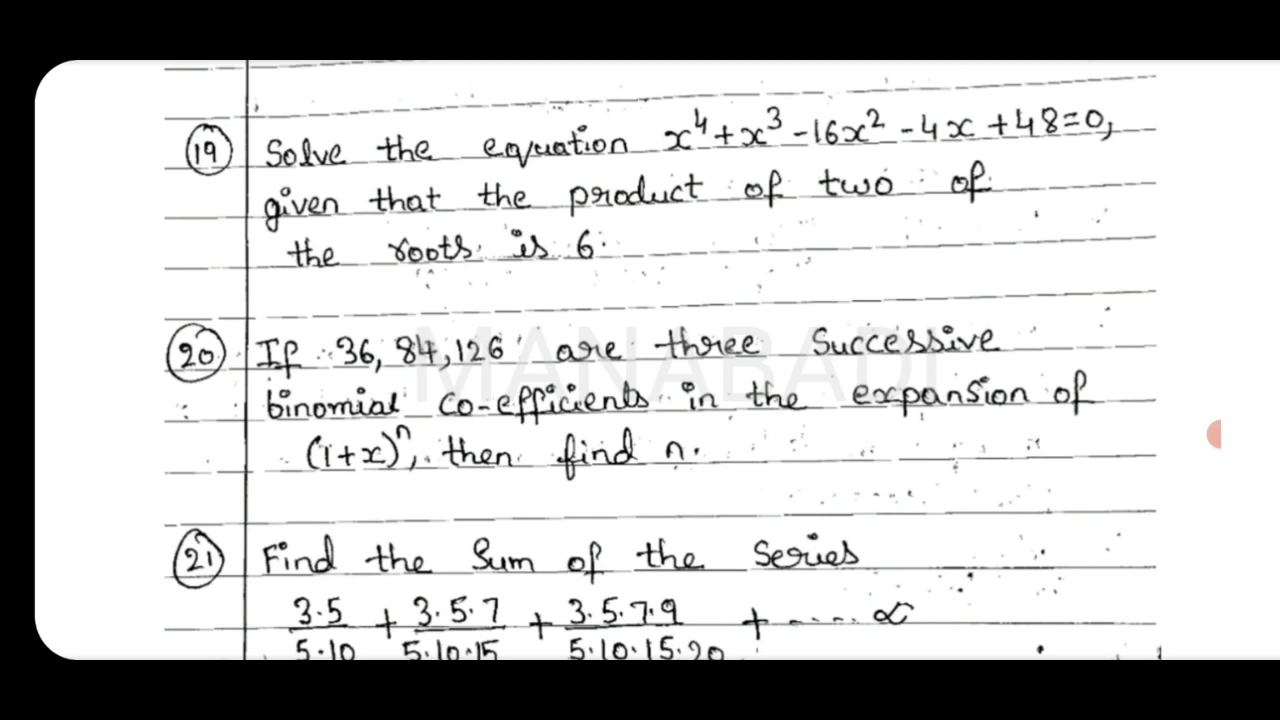 19 Solve the equation x⁴+x³-16x²-4x+48=0,
given that the product of two of
the roots is 6.
20 If 36, 84, 126 are three Successive
binomial co-efficients in the expansion of
(1+x)ⁿ, then find n.
MANABADI
21 Find the Sum of the Series
3.5/5.10 + 3.5.7/5.10.15 + 3.5.7.9/5.10.15.20 + ..... ∝